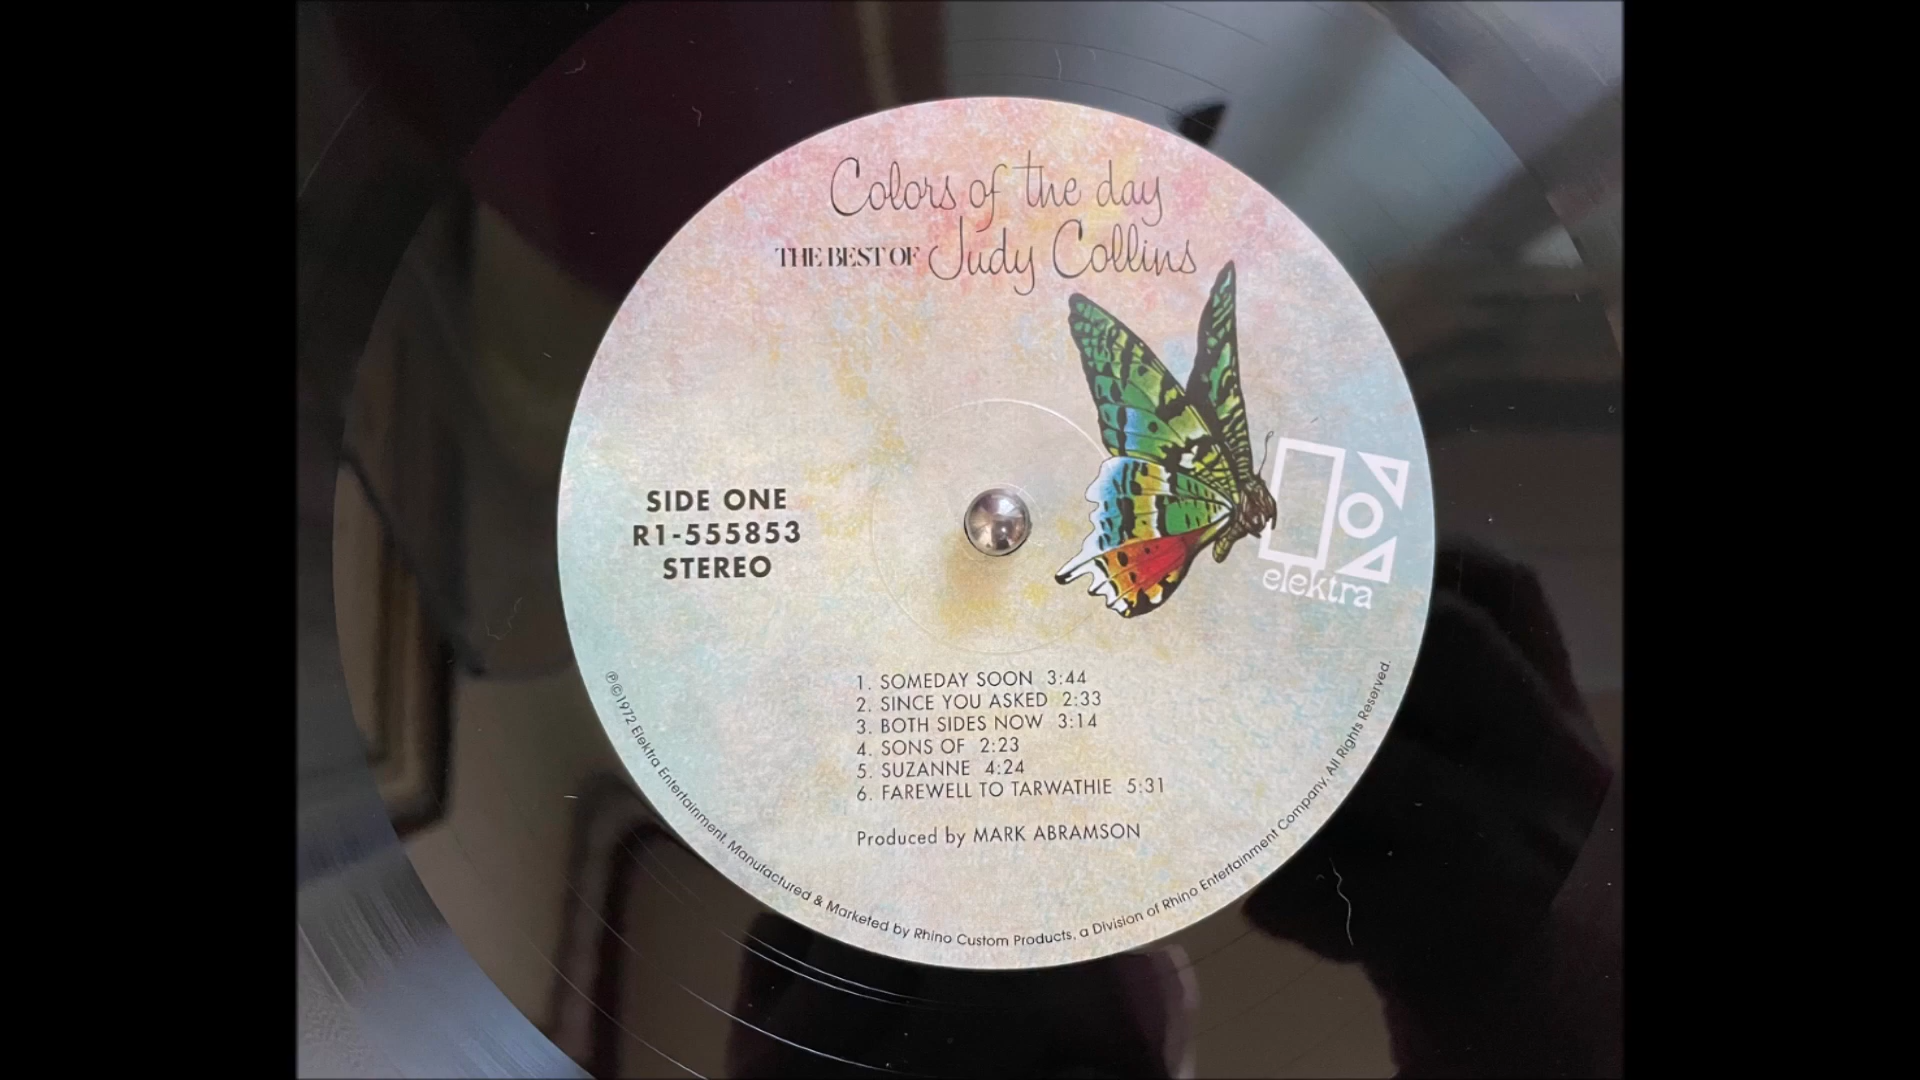 Colors of the day
THE BEST OF Judy Collins
SIDE ONE
R1-555853
STEREO
elektra
1. SOMEDAY SOON 3:44
2. SINCE YOU ASKED 2:33
3. BOTH SIDES NOW 3:14
4. SONS OF 2:23
5. SUZANNE 4:24
6. FAREWELL TO TARWATHIE 5:31
Produced by MARK ABRAMSON
℗©1972 Elektra Entertainment. Manufactured & Marketed by Rhino Custom Products, a Division of Rhino Entertainment Company. All Rights Reserved.